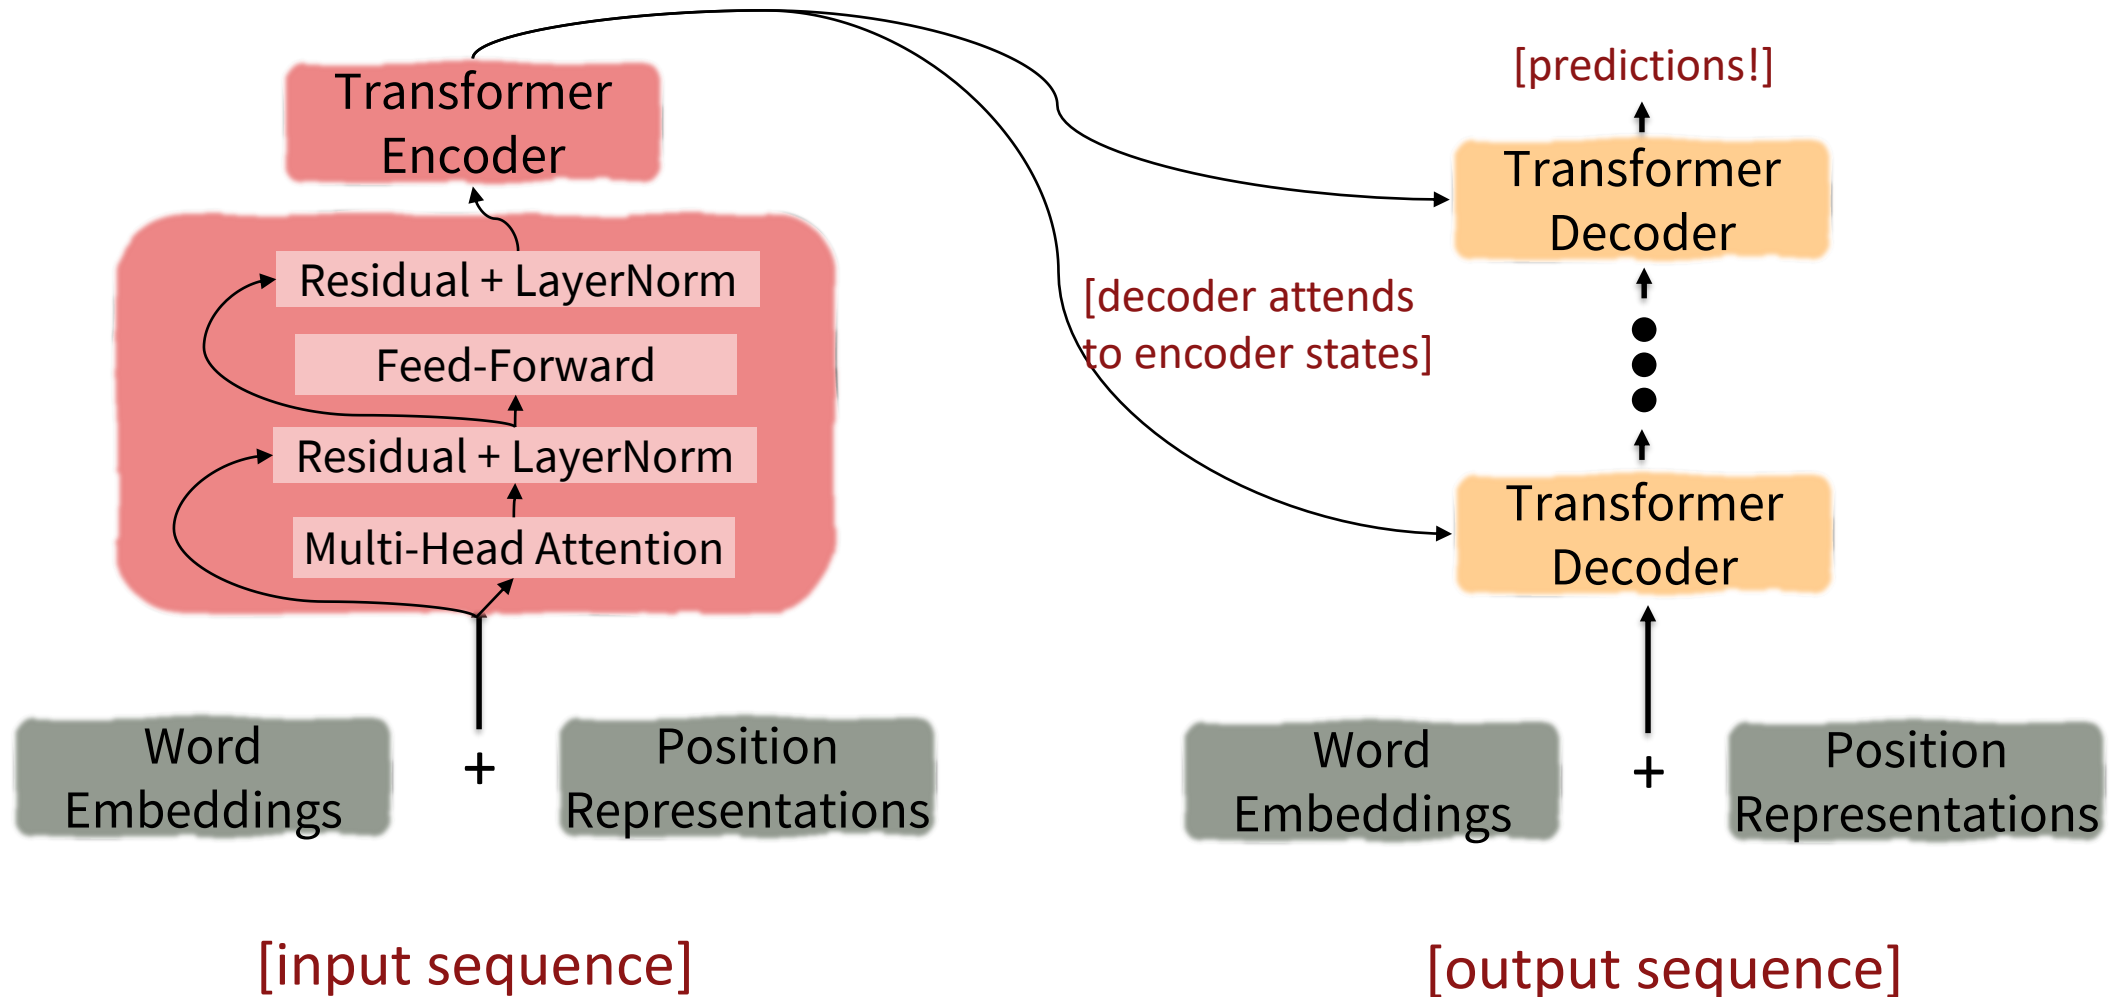 Transformer
Encoder
Residual + LayerNorm
Feed-Forward
Residual + LayerNorm
Multi-Head Attention
Word
Embeddings
+
Position
Representations
[input sequence]
[predictions!]
Transformer
Decoder
[decoder attends
to encoder states]
Transformer
Decoder
Word
Embeddings
+
Position
Representations
[output sequence]